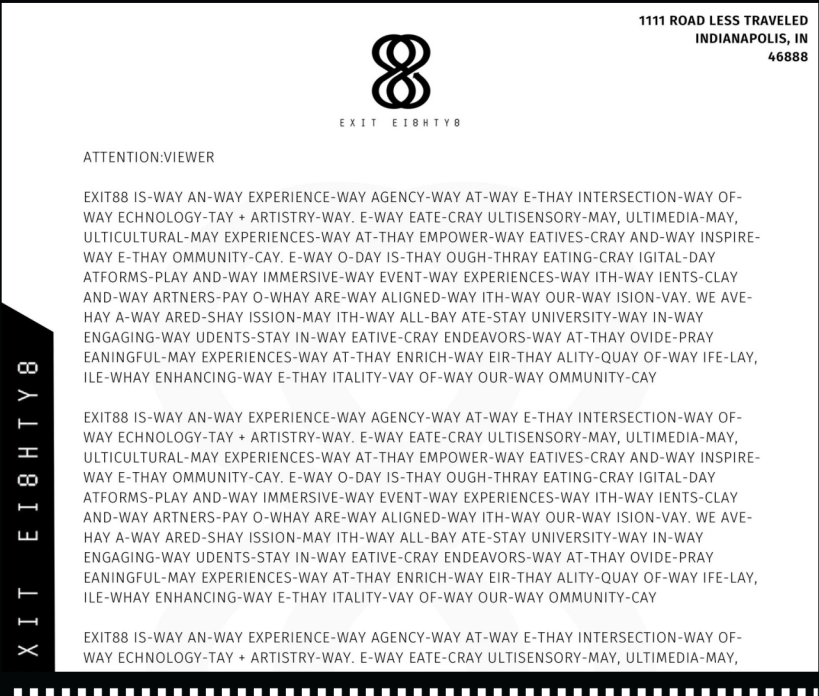 1111 ROAD LESS TRAVELED
INDIANAPOLIS, IN
46888
EXIT EI8HTY8
ATTENTION:VIEWER
EXIT88 IS-WAY AN-WAY EXPERIENCE-WAY AGENCY-WAY AT-WAY E-THAY INTERSECTION-WAY OF-
WAY ECHNOLOGY-TAY + ARTISTRY-WAY. E-WAY EATE-CRAY ULTISENSORY-MAY, ULTIMEDIA-MAY,
ULTICULTURAL-MAY EXPERIENCES-WAY AT-THAY EMPOWER-WAY EATIVES-CRAY AND-WAY INSPIRE-
WAY E-THAY OMMUNITY-CAY. E-WAY O-DAY IS-THAY OUGH-THRAY EATING-CRAY IGITAL-DAY
ATFORMS-PLAY AND-WAY IMMERSIVE-WAY EVENT-WAY EXPERIENCES-WAY ITH-WAY IENTS-CLAY
AND-WAY ARTNERS-PAY O-WHAY ARE-WAY ALIGNED-WAY ITH-WAY OUR-WAY ISION-VAY. WE AVE-
HAY A-WAY ARED-SHAY ISSION-MAY ITH-WAY ALL-BAY ATE-STAY UNIVERSITY-WAY IN-WAY
ENGAGING-WAY UDENTS-STAY IN-WAY EATIVE-CRAY ENDEAVORS-WAY AT-THAY OVIDE-PRAY
EANINGFUL-MAY EXPERIENCES-WAY AT-THAY ENRICH-WAY EIR-THAY ALITY-QUAY OF-WAY IFE-LAY,
ILE-WHAY ENHANCING-WAY E-THAY ITALITY-VAY OF-WAY OUR-WAY OMMUNITY-CAY
EXIT88 IS-WAY AN-WAY EXPERIENCE-WAY AGENCY-WAY AT-WAY E-THAY INTERSECTION-WAY OF-
WAY ECHNOLOGY-TAY + ARTISTRY-WAY. E-WAY EATE-CRAY ULTISENSORY-MAY, ULTIMEDIA-MAY,
ULTICULTURAL-MAY EXPERIENCES-WAY AT-THAY EMPOWER-WAY EATIVES-CRAY AND-WAY INSPIRE-
WAY E-THAY OMMUNITY-CAY. E-WAY O-DAY IS-THAY OUGH-THRAY EATING-CRAY IGITAL-DAY
ATFORMS-PLAY AND-WAY IMMERSIVE-WAY EVENT-WAY EXPERIENCES-WAY ITH-WAY IENTS-CLAY
AND-WAY ARTNERS-PAY O-WHAY ARE-WAY ALIGNED-WAY ITH-WAY OUR-WAY ISION-VAY. WE AVE-
HAY A-WAY ARED-SHAY ISSION-MAY ITH-WAY ALL-BAY ATE-STAY UNIVERSITY-WAY IN-WAY
ENGAGING-WAY UDENTS-STAY IN-WAY EATIVE-CRAY ENDEAVORS-WAY AT-THAY OVIDE-PRAY
EANINGFUL-MAY EXPERIENCES-WAY AT-THAY ENRICH-WAY EIR-THAY ALITY-QUAY OF-WAY IFE-LAY,
ILE-WHAY ENHANCING-WAY E-THAY ITALITY-VAY OF-WAY OUR-WAY OMMUNITY-CAY
EXIT88 IS-WAY AN-WAY EXPERIENCE-WAY AGENCY-WAY AT-WAY E-THAY INTERSECTION-WAY OF-
WAY ECHNOLOGY-TAY + ARTISTRY-WAY. E-WAY EATE-CRAY ULTISENSORY-MAY, ULTIMEDIA-MAY,
XIT EI8HTY8